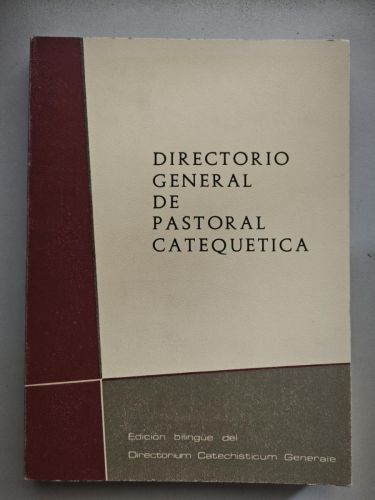 DIRECTORIO
GENERAL
DE
PASTORAL
CATEQUETICA
Edición bilingüe del
Directorium Catechisticum Generale